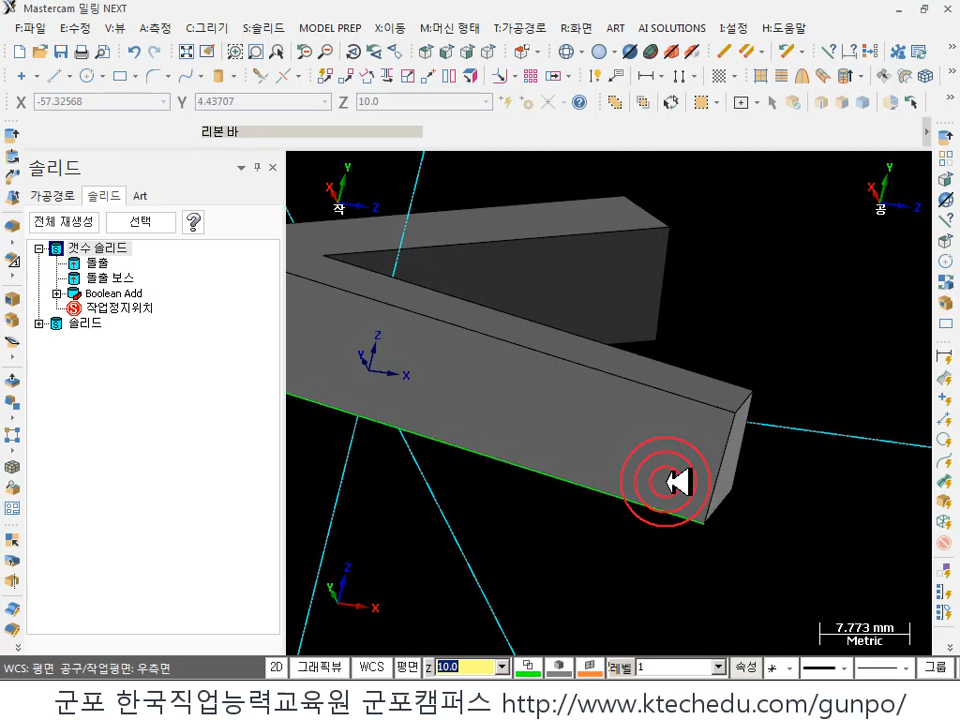 Mastercam 밀링 NEXT
F:파일 E:수정 V:뷰 A:측정 C:그리기 S:솔리드 MODEL PREP X:이동 M:머신 형태 T:가공경로 R:화면 ART AI SOLUTIONS I:설정 H:도움말
X -57.32568 Y 4.43707 Z 10.0
리본 바
솔리드
가공경로 솔리드 Art
전체 재생성 선택
갯수 솔리드
돌출
돌출 보스
Boolean Add
작업정지위치
솔리드
Y X Z 작
Y X Z 공
Z Y X
Z Y X
7.773 mm
Metric
WCS: 평면 공구/작업평면: 우측면 2D 그래픽뷰 WCS 평면 Z 10.0 레벨 1 속성 그룹
군포 한국직업능력교육원 군포캠퍼스 http://www.ktechedu.com/gunpo/